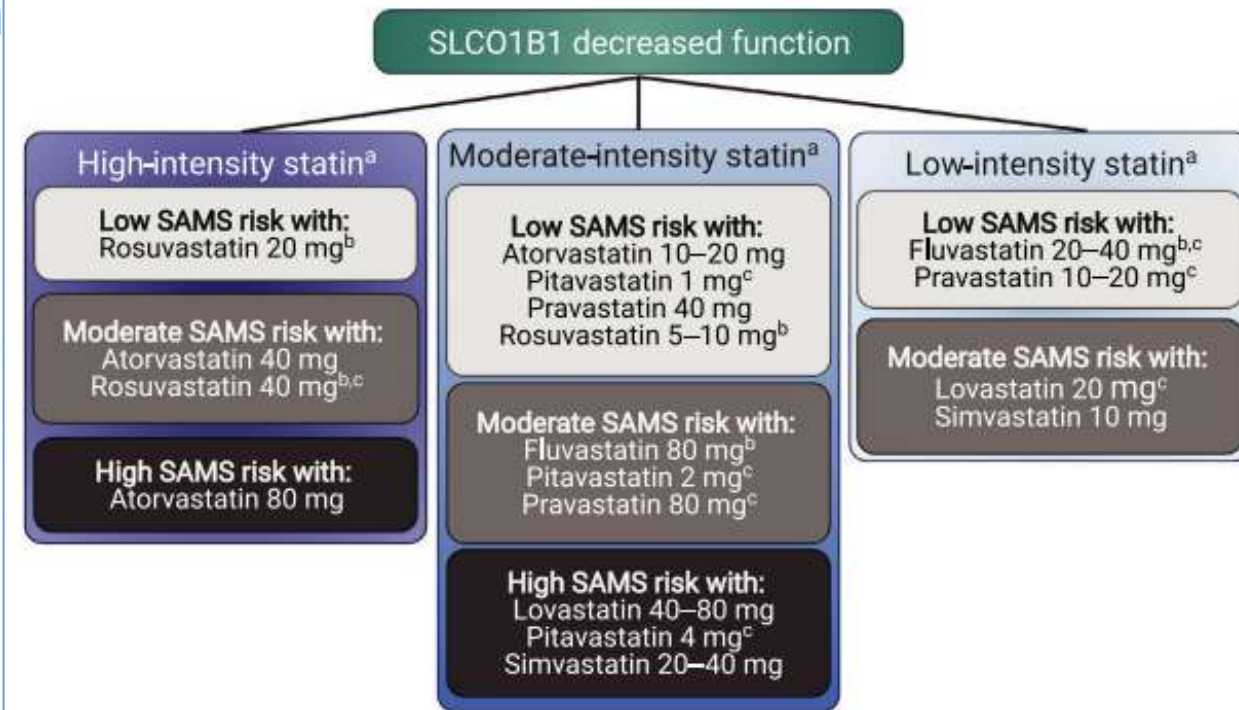 SLCO1B1 decreased function
High-intensity statinᵃ
Low SAMS risk with:
Rosuvastatin 20 mgᵇ
Moderate SAMS risk with:
Atorvastatin 40 mg
Rosuvastatin 40 mgᵇ,ᶜ
High SAMS risk with:
Atorvastatin 80 mg
Moderate-intensity statinᵃ
Low SAMS risk with:
Atorvastatin 10–20 mg
Pitavastatin 1 mgᶜ
Pravastatin 40 mg
Rosuvastatin 5–10 mgᵇ
Moderate SAMS risk with:
Fluvastatin 80 mgᵇ
Pitavastatin 2 mgᶜ
Pravastatin 80 mgᶜ
High SAMS risk with:
Lovastatin 40–80 mg
Pitavastatin 4 mgᶜ
Simvastatin 20–40 mg
Low-intensity statinᵃ
Low SAMS risk with:
Fluvastatin 20–40 mgᵇ,ᶜ
Pravastatin 10–20 mgᶜ
Moderate SAMS risk with:
Lovastatin 20 mgᶜ
Simvastatin 10 mg